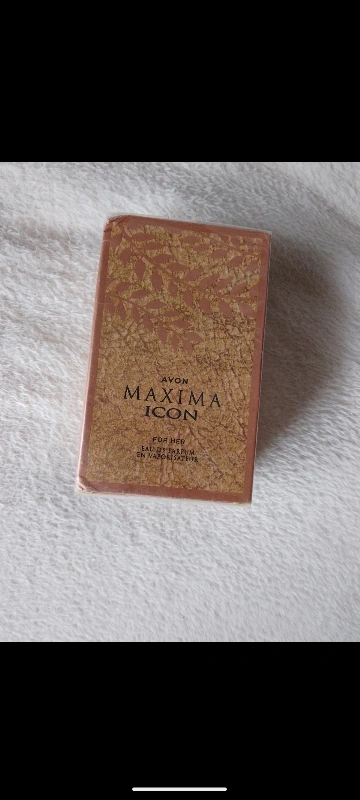 AVON
MAXIMA
ICON
FOR HER
EAU DE PARFUM
EN VAPORISATEUR